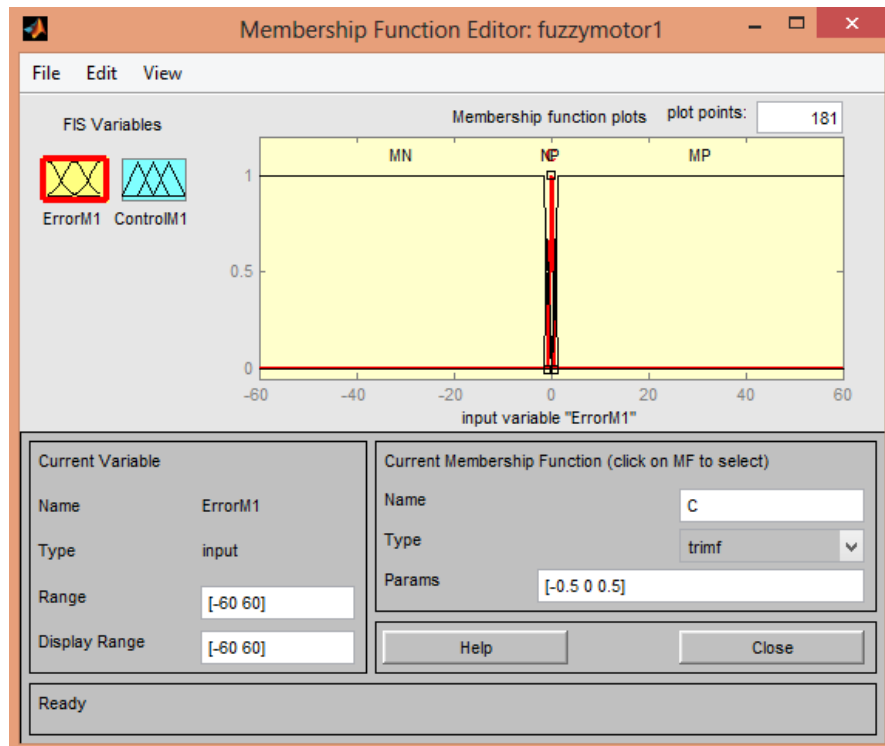 Membership Function Editor: fuzzymotor1
File Edit View
FIS Variables
Membership function plots plot points: 181
MN MP
ErrorM1 ControlM1
1
0.5
0
-60 -40 -20 0 20 40 60
input variable "ErrorM1"
Current Variable
Name ErrorM1
Type input
Range [-60 60]
Display Range [-60 60]
Current Membership Function (click on MF to select)
Name C
Type trimf
Params [-0.5 0 0.5]
Help Close
Ready